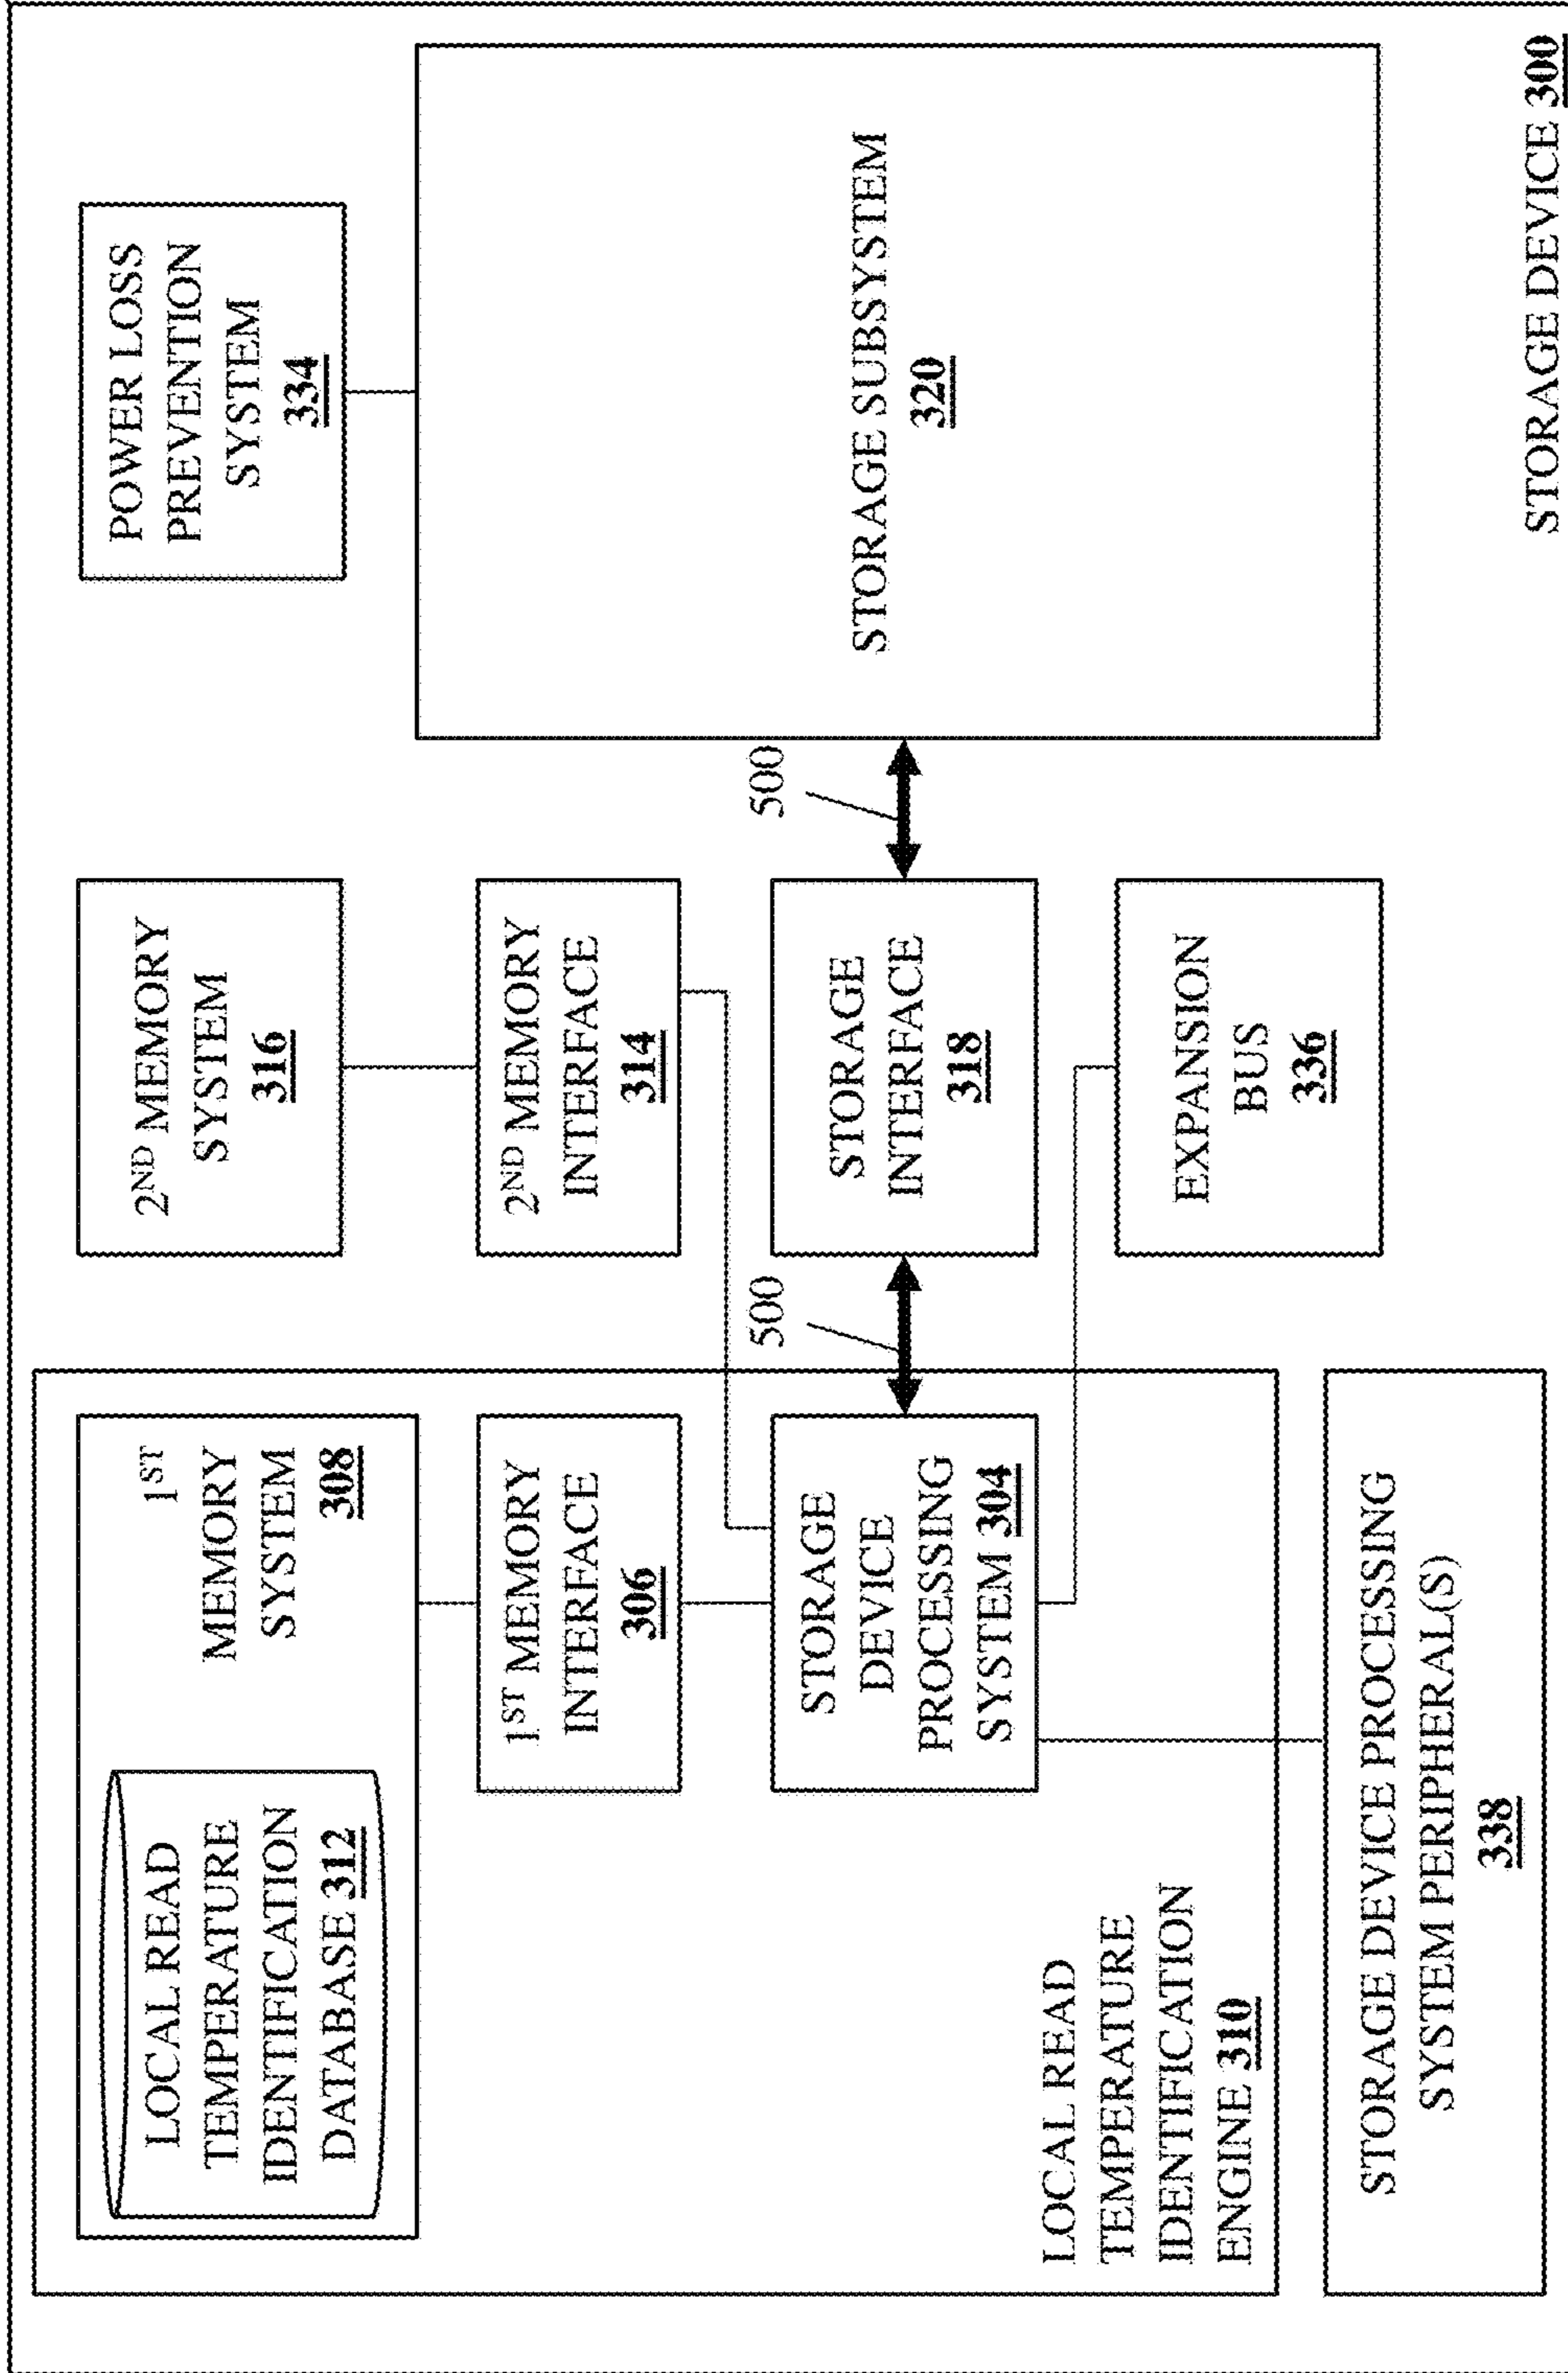 LOCAL READ
TEMPERATURE
IDENTIFICATION
DATABASE 312
1ST
MEMORY
SYSTEM
308
1ST MEMORY
INTERFACE
306
STORAGE
DEVICE
PROCESSING
SYSTEM 304
LOCAL READ
TEMPERATURE
IDENTIFICATION
ENGINE 310
STORAGE DEVICE PROCESSING
SYSTEM PERIPHERAL(S)
338
2ND MEMORY
SYSTEM
316
2ND MEMORY
INTERFACE
314
500
STORAGE
INTERFACE
318
500
EXPANSION
BUS
336
POWER LOSS
PREVENTION
SYSTEM
334
STORAGE SUBSYSTEM
320
STORAGE DEVICE 300